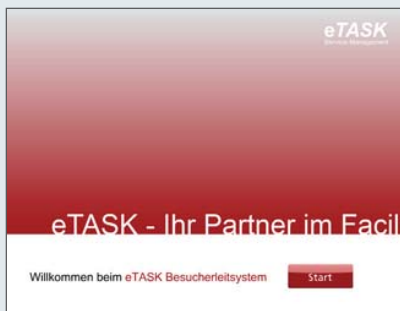 eTASK
Service Management
eTASK - Ihr Partner im Facil
Willkommen beim eTASK Besucherleitsystem
Start